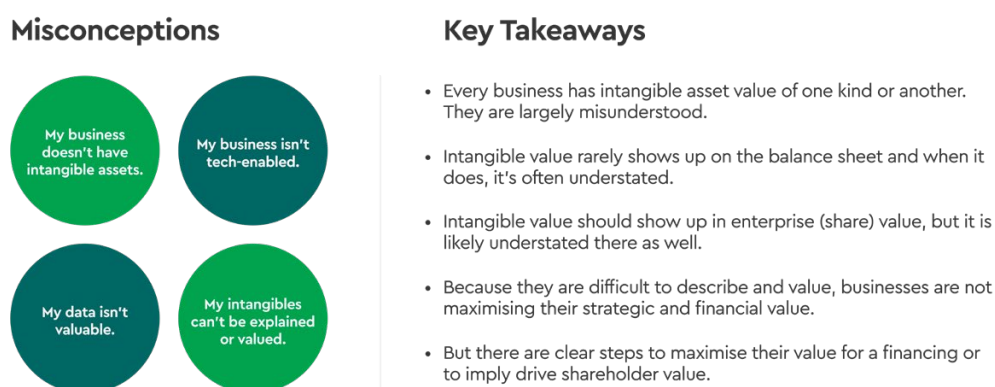 Misconceptions
My business
doesn't have
intangible assets.
My business isn't
tech-enabled.
My data isn't
valuable.
My intangibles
can't be explained
or valued.
Key Takeaways
• Every business has intangible asset value of one kind or another.
They are largely misunderstood.
• Intangible value rarely shows up on the balance sheet and when it
does, it's often understated.
• Intangible value should show up in enterprise (share) value, but it is
likely understated there as well.
• Because they are difficult to describe and value, businesses are not
maximising their strategic and financial value.
• But there are clear steps to maximise their value for a financing or
to imply drive shareholder value.